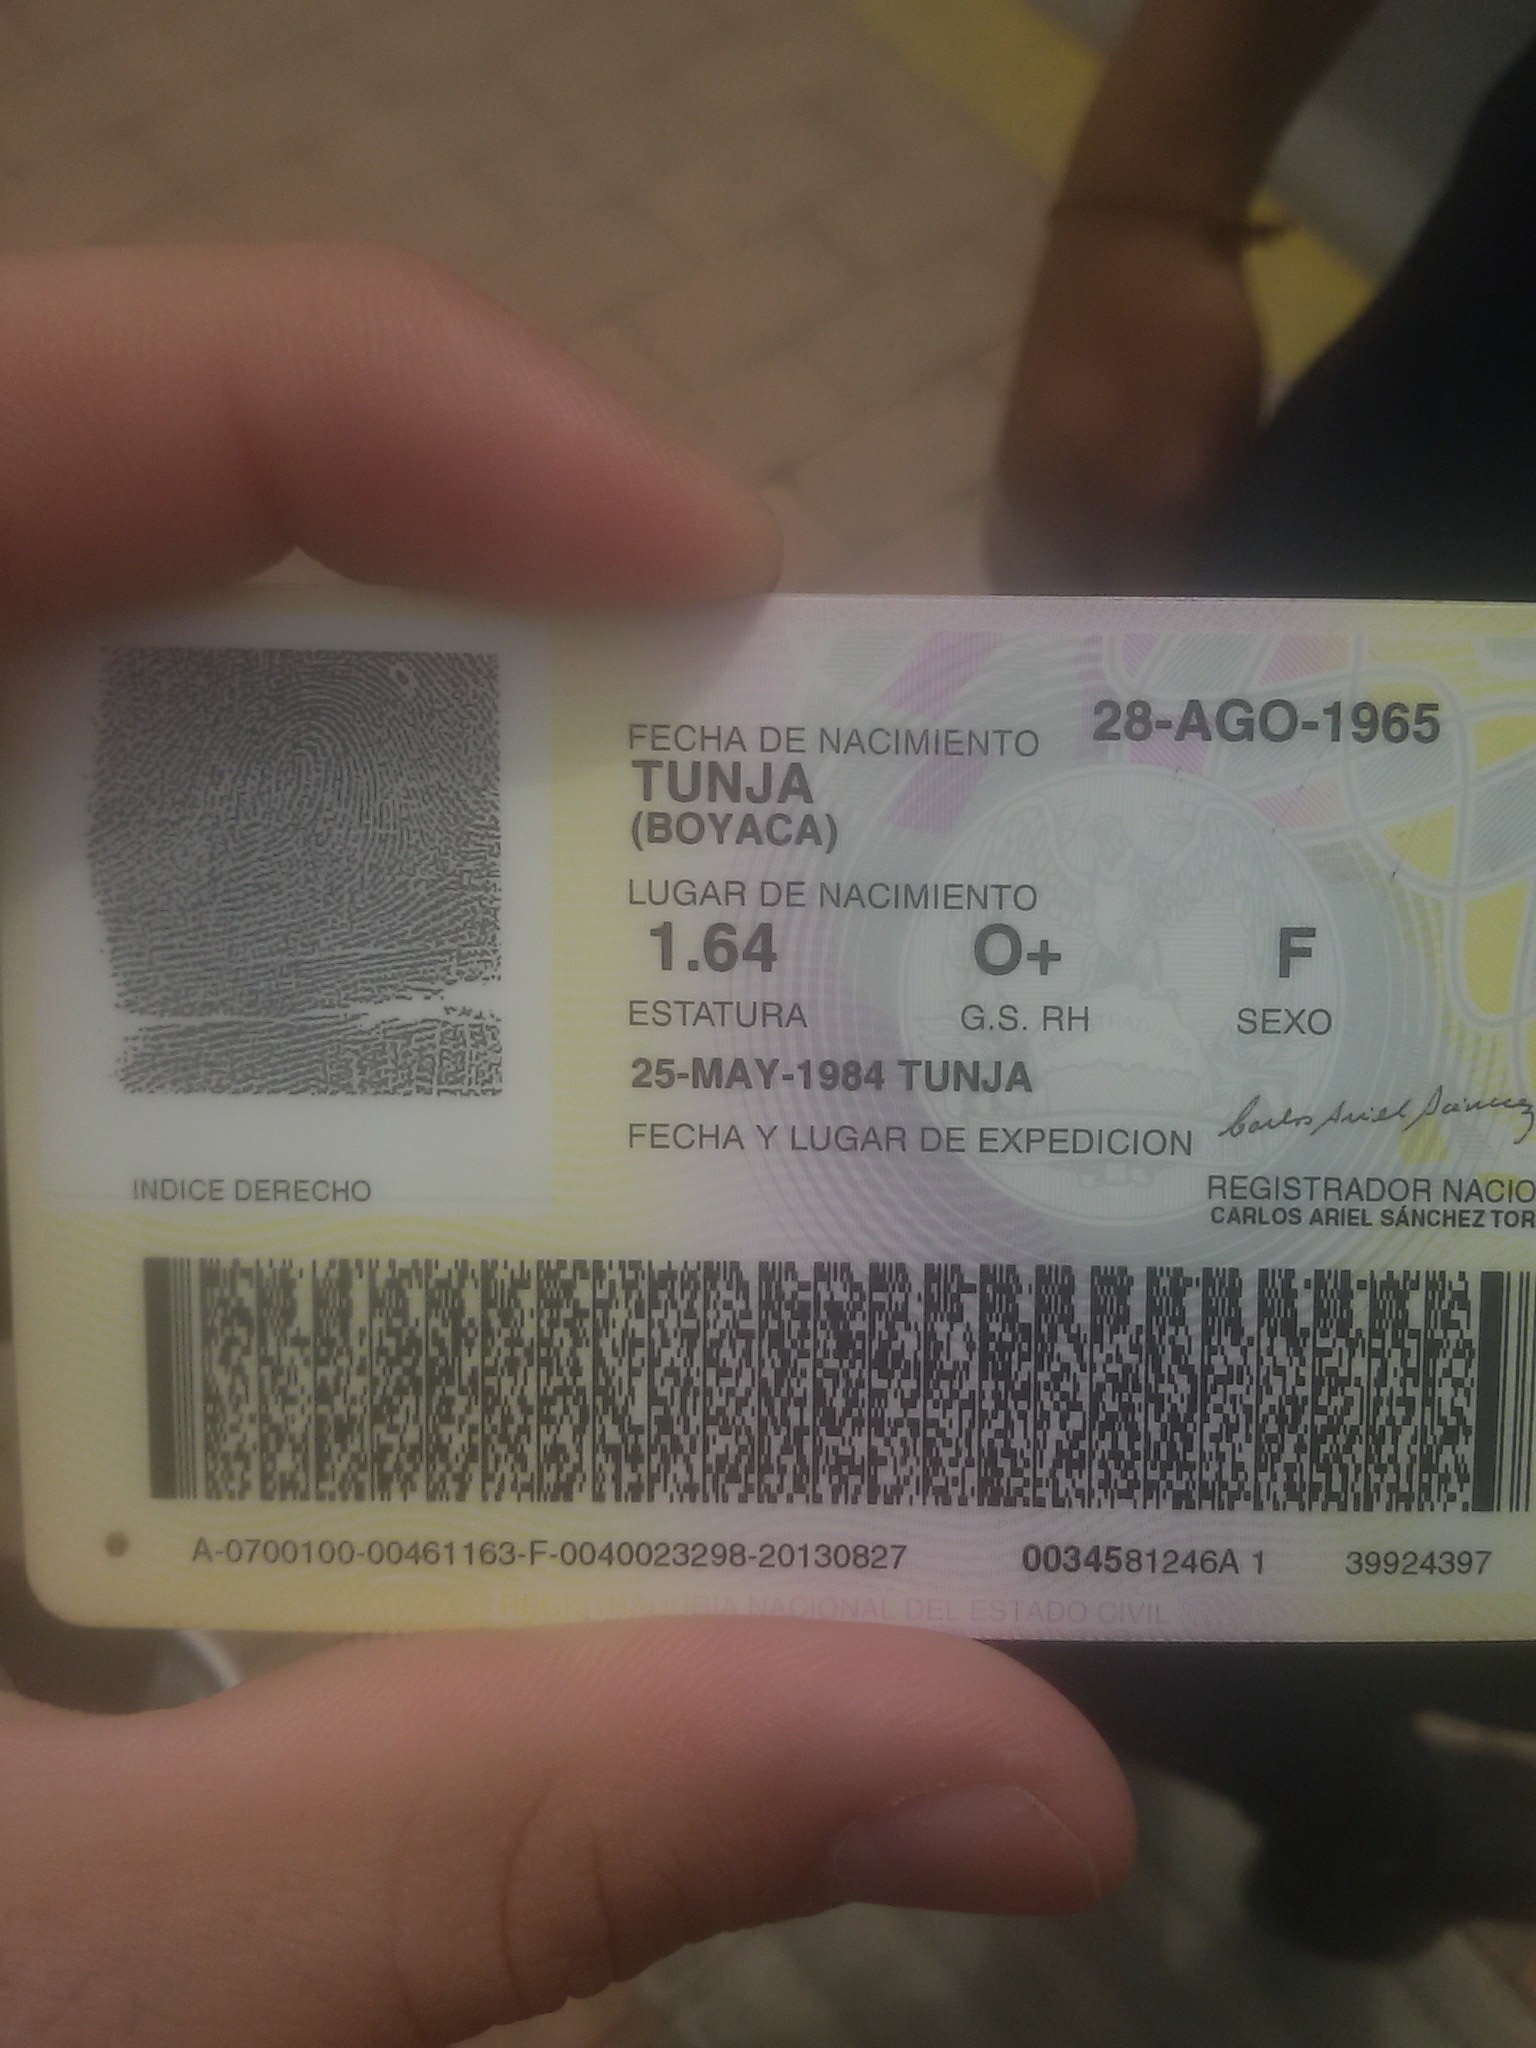 28-AGO-1965
FECHA DE NACIMIENTO
TUNJA
(BOYACA)
LUGAR DE NACIMIENTO
1.64 O+ F
ESTATURA G.S. RH SEXO
25-MAY-1984 TUNJA
FECHA Y LUGAR DE EXPEDICION
Carlos Ariel Sánchez
INDICE DERECHO
REGISTRADOR NACIO
CARLOS ARIEL SÁNCHEZ TOR
A-0700100-00461163-F-0040023298-20130827 0034581246A 1 39924397
REGISTRADURIA NACIONAL DEL ESTADO CIVIL